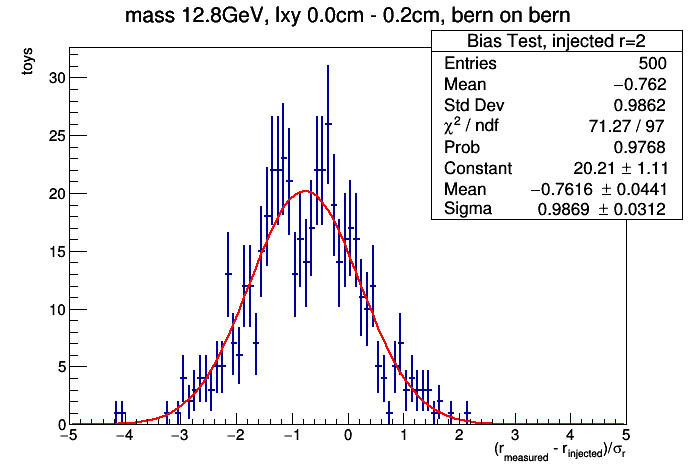 mass 12.8GeV, lxy 0.0cm - 0.2cm, bern on bern
Bias Test, injected r=2
Entries 500
Mean −0.762
Std Dev 0.9862
χ² / ndf 71.27 / 97
Prob 0.9768
Constant 20.21 ± 1.11
Mean −0.7616 ± 0.0441
Sigma 0.9869 ± 0.0312
toys
30
25
20
15
10
5
0
−5 −4 −3 −2 −1 0 1 2 3 4 5
(r_measured - r_injected)/σ_r